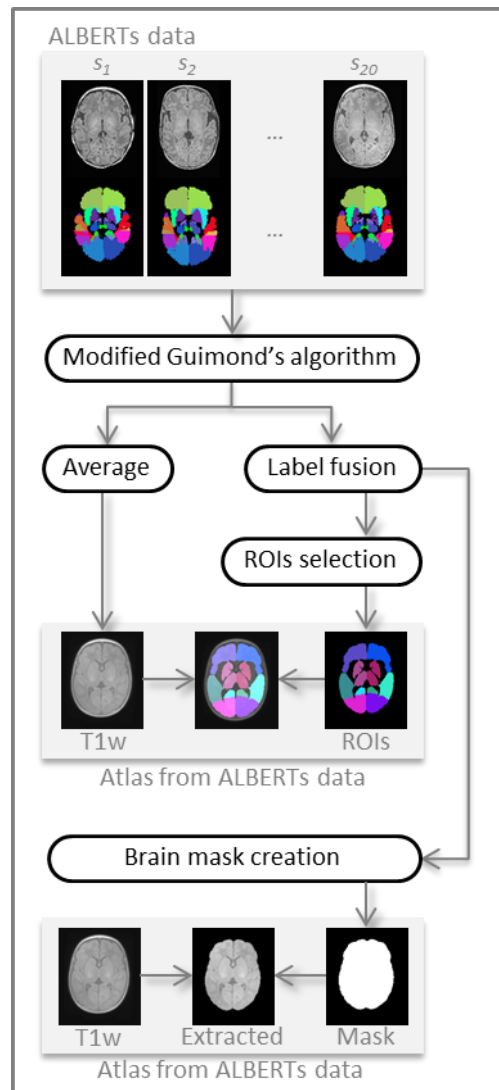 ALBERTs data
s1 s2 s20
...
...
Modified Guimond's algorithm
Average Label fusion
ROIs selection
T1w ROIs
Atlas from ALBERTs data
Brain mask creation
T1w Extracted Mask
Atlas from ALBERTs data